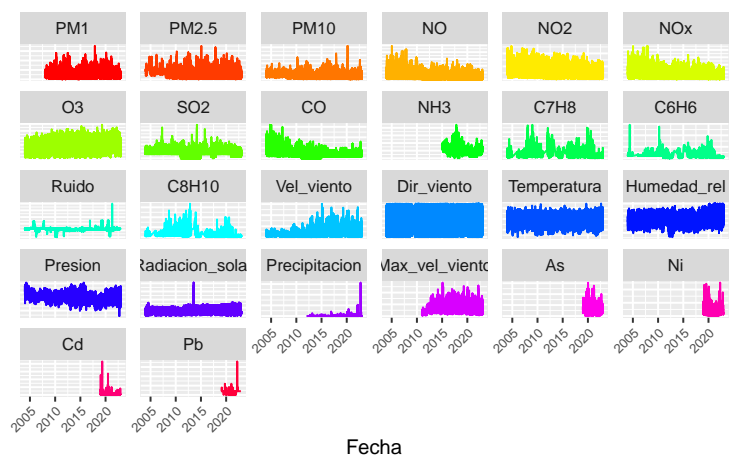 PM1 PM2.5 PM10 NO NO2 NOx
O3 SO2 CO NH3 C7H8 C6H6
Ruido C8H10 Vel_viento Dir_viento Temperatura Humedad_rel
Presion Radiacion_sola Precipitacion Max_vel_viento As Ni
2005 2010 2015 2020 2005 2010 2015 2020 2005 2010 2015 2020 2005 2010 2015 2020
Cd Pb
2005 2010 2015 2020 2005 2010 2015 2020
Fecha